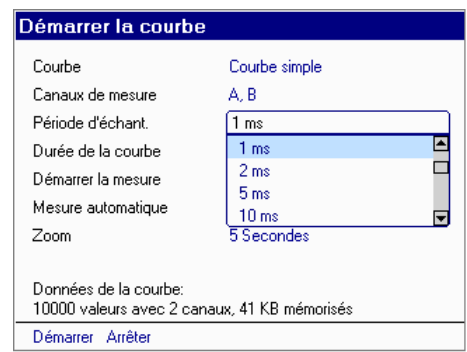 Démarrer la courbe
Courbe Courbe simple
Canaux de mesure A, B
Période d'échant. 1 ms
Durée de la courbe 1 ms
2 ms
Démarrer la mesure 5 ms
Mesure automatique 10 ms
Zoom 5 Secondes
Données de la courbe:
10000 valeurs avec 2 canaux, 41 KB mémorisés
Démarrer Arrêter